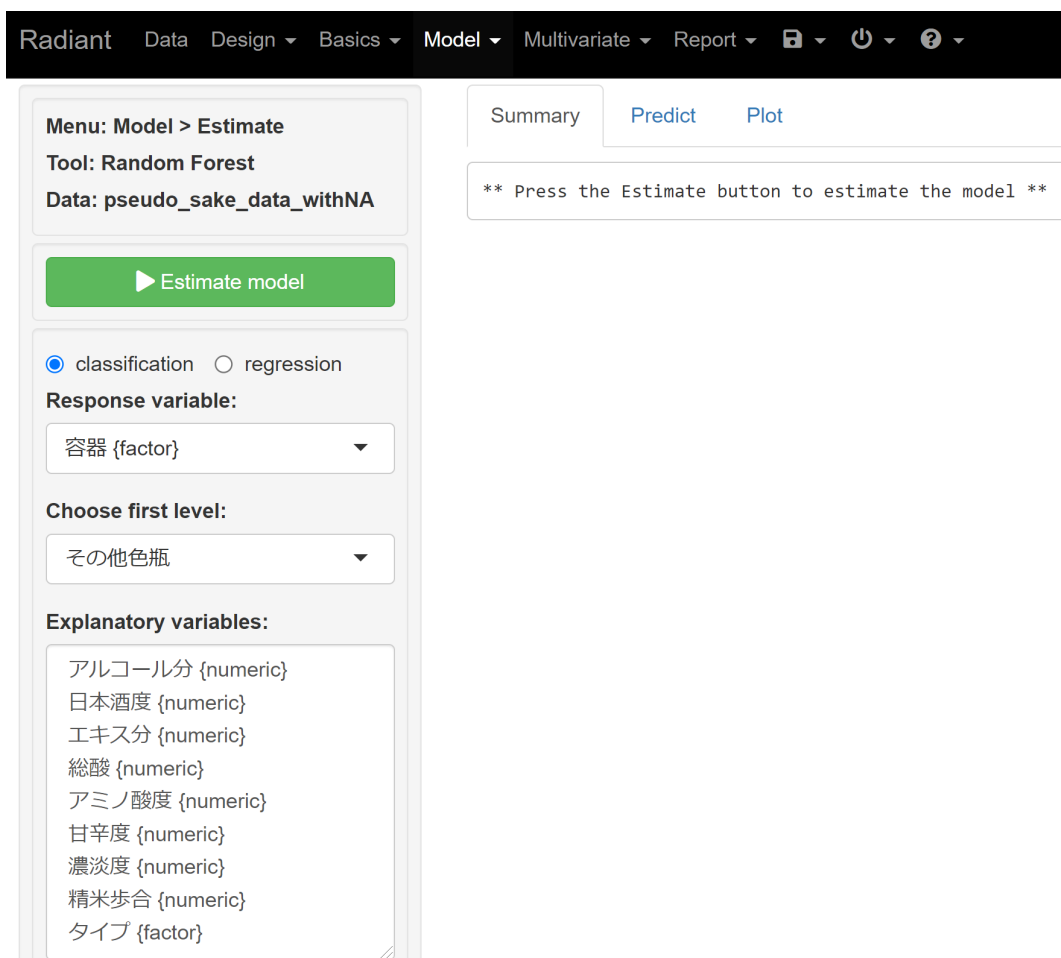 Radiant Data Design Basics Model Multivariate Report
Menu: Model > Estimate
Tool: Random Forest
Data: pseudo_sake_data_withNA
Estimate model
classification regression
Response variable:
容器 {factor}
Choose first level:
その他色瓶
Explanatory variables:
アルコール分 {numeric}
日本酒度 {numeric}
エキス分 {numeric}
総酸 {numeric}
アミノ酸度 {numeric}
甘辛度 {numeric}
濃淡度 {numeric}
精米歩合 {numeric}
タイプ {factor}
Summary Predict Plot
** Press the Estimate button to estimate the model **